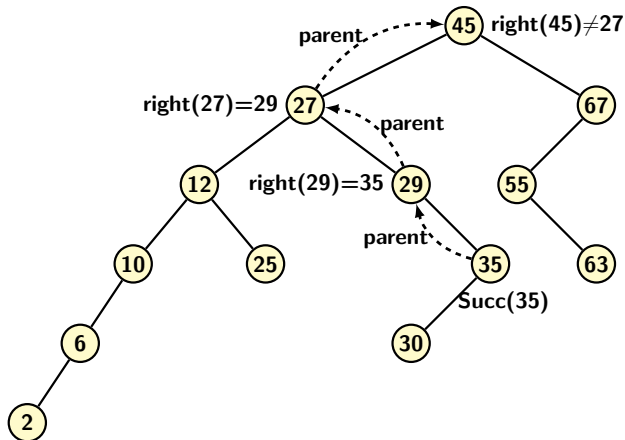 45 right(45)≠27
parent
right(27)=29 27 67
parent
12 right(29)=35 29 55
parent
10 25 35 63
Succ(35)
6 30
2